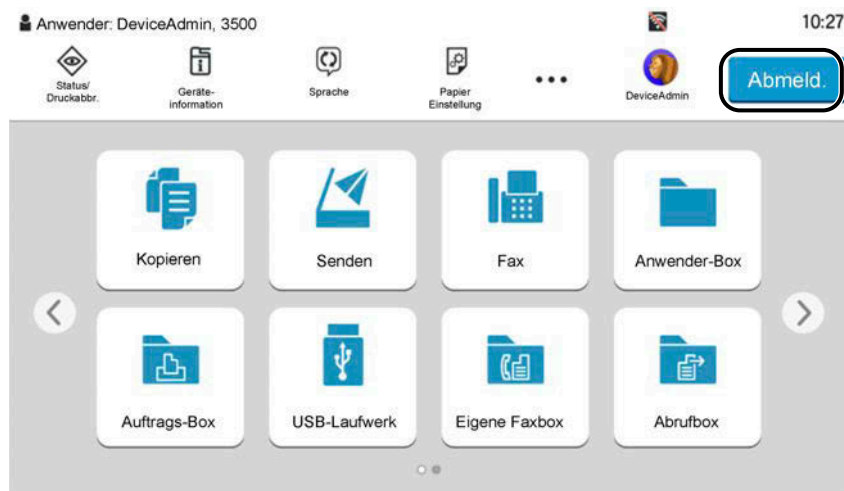 Anwender: DeviceAdmin, 3500
10:27
Status/
Druckabbr.
Geräte-
information
Sprache
Papier
Einstellung
DeviceAdmin
Abmeld.
Kopieren
Senden
Fax
Anwender-Box
Auftrags-Box
USB-Laufwerk
Eigene Faxbox
Abrufbox